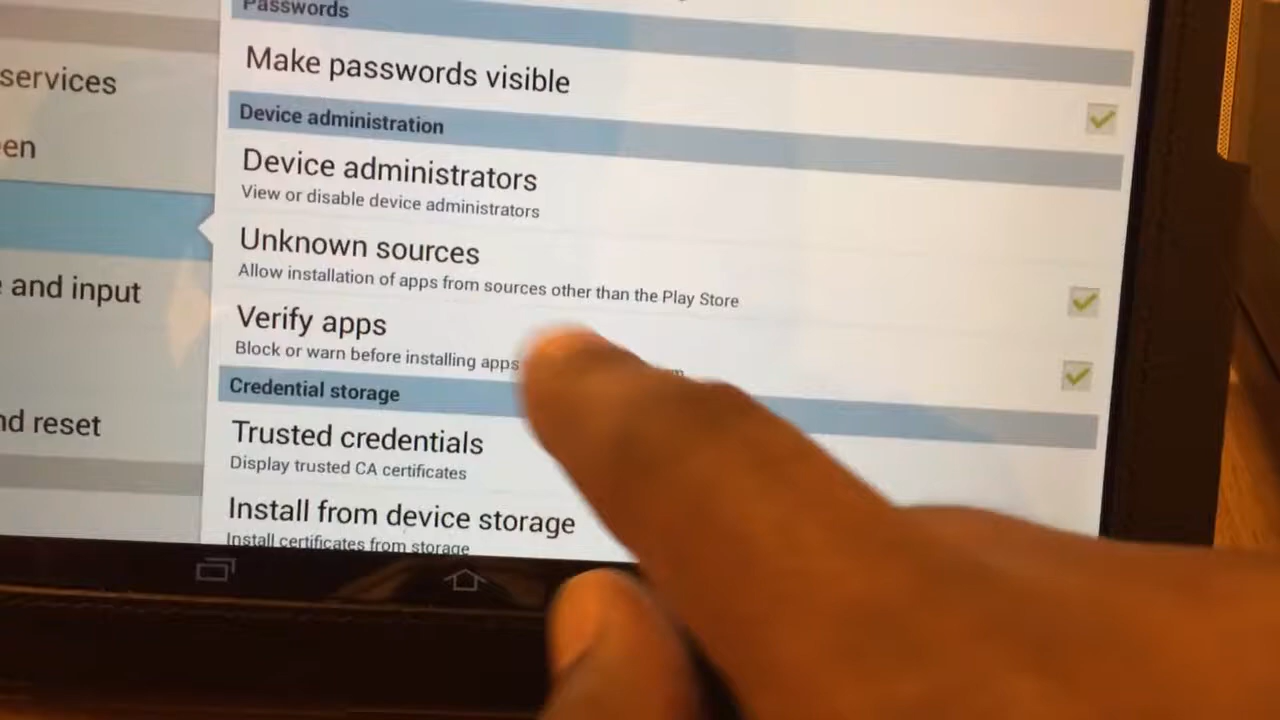 Passwords
services
Make passwords visible
Device administration
en
Device administrators
View or disable device administrators
Unknown sources
Allow installation of apps from sources other than the Play Store
and input
Verify apps
Block or warn before installing apps
Credential storage
nd reset
Trusted credentials
Display trusted CA certificates
Install from device storage
Install certificates from storage